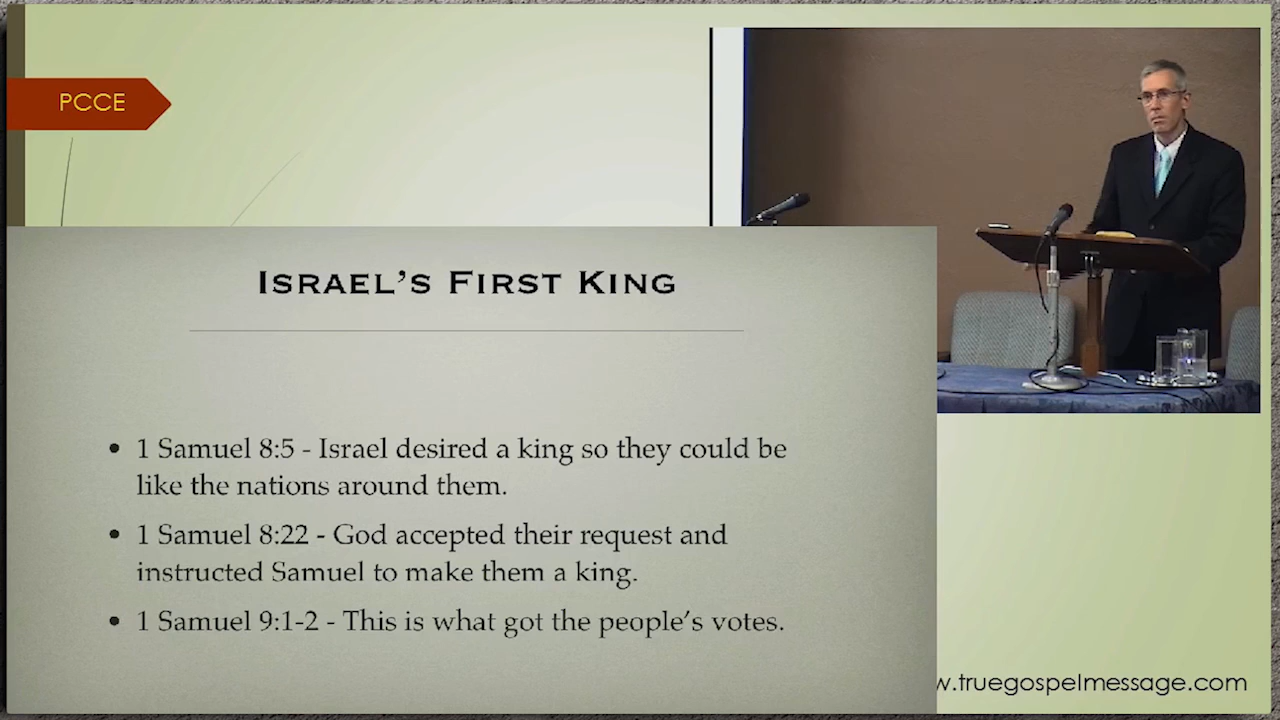 PCCE
Israel's First King
• 1 Samuel 8:5 - Israel desired a king so they could be
like the nations around them.
• 1 Samuel 8:22 - God accepted their request and
instructed Samuel to make them a king.
• 1 Samuel 9:1-2 - This is what got the people's votes.
w.truegospelmessage.com